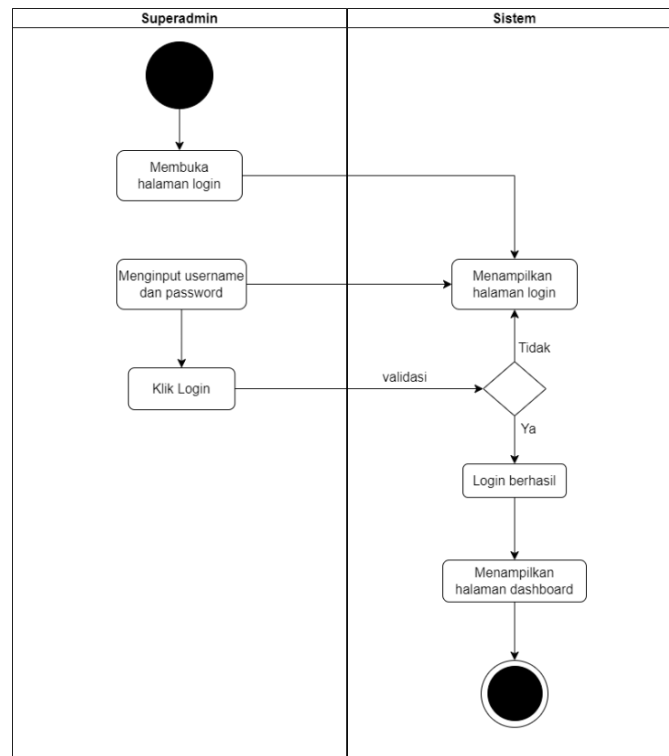 Superadmin
Sistem
Membuka
halaman login
Menginput username
dan password
Menampilkan
halaman login
Tidak
Klik Login
validasi
Ya
Login berhasil
Menampilkan
halaman dashboard